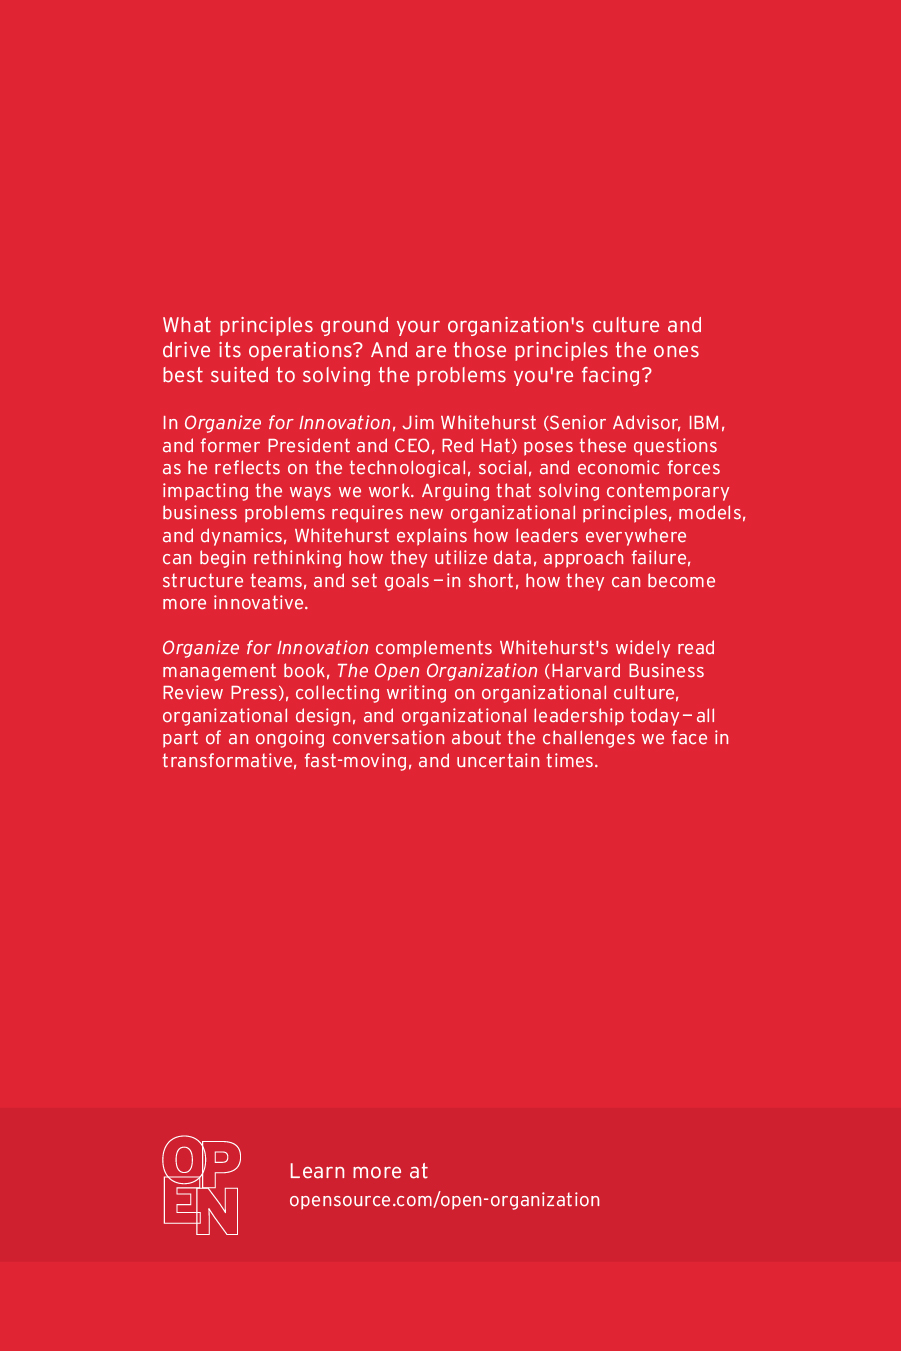 What principles ground your organization's culture and
drive its operations? And are those principles the ones
best suited to solving the problems you're facing?
In Organize for Innovation, Jim Whitehurst (Senior Advisor, IBM,
and former President and CEO, Red Hat) poses these questions
as he reflects on the technological, social, and economic forces
impacting the ways we work. Arguing that solving contemporary
business problems requires new organizational principles, models,
and dynamics, Whitehurst explains how leaders everywhere
can begin rethinking how they utilize data, approach failure,
structure teams, and set goals—in short, how they can become
more innovative.
Organize for Innovation complements Whitehurst's widely read
management book, The Open Organization (Harvard Business
Review Press), collecting writing on organizational culture,
organizational design, and organizational leadership today—all
part of an ongoing conversation about the challenges we face in
transformative, fast-moving, and uncertain times.
OP
EN
Learn more at
opensource.com/open-organization